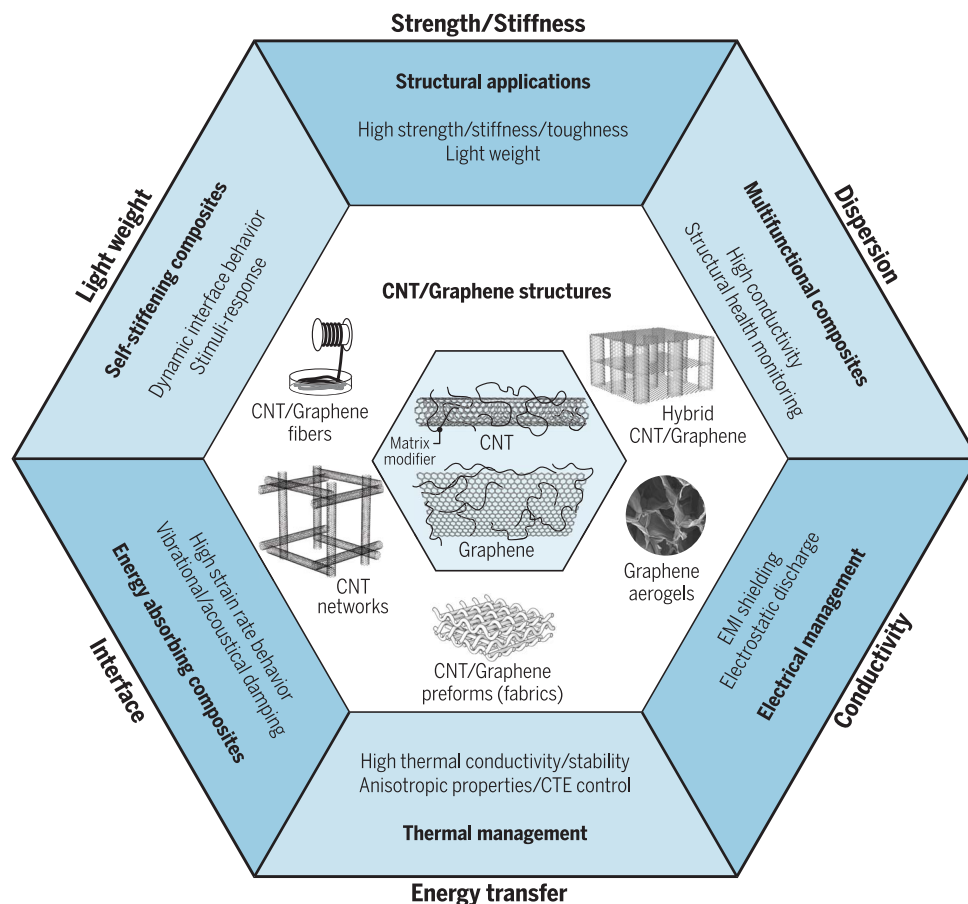 Strength/Stiffness
Structural applications
High strength/stiffness/toughness
Light weight
Light weight
Self-stiffening composites
Dynamic interface behavior
Stimuli-response
Dispersion
Multifunctional composites
High conductivity
Structural health monitoring
CNT/Graphene structures
CNT/Graphene
fibers
Matrix
modifier
CNT
Graphene
Hybrid
CNT/Graphene
CNT
networks
Graphene
aerogels
CNT/Graphene
preforms (fabrics)
Interface
Energy absorbing composites
High strain rate behavior
Vibrational/acoustical damping
EMI shielding
Electrostatic discharge
Electrical management
Conductivity
High thermal conductivity/stability
Anisotropic properties/CTE control
Thermal management
Energy transfer